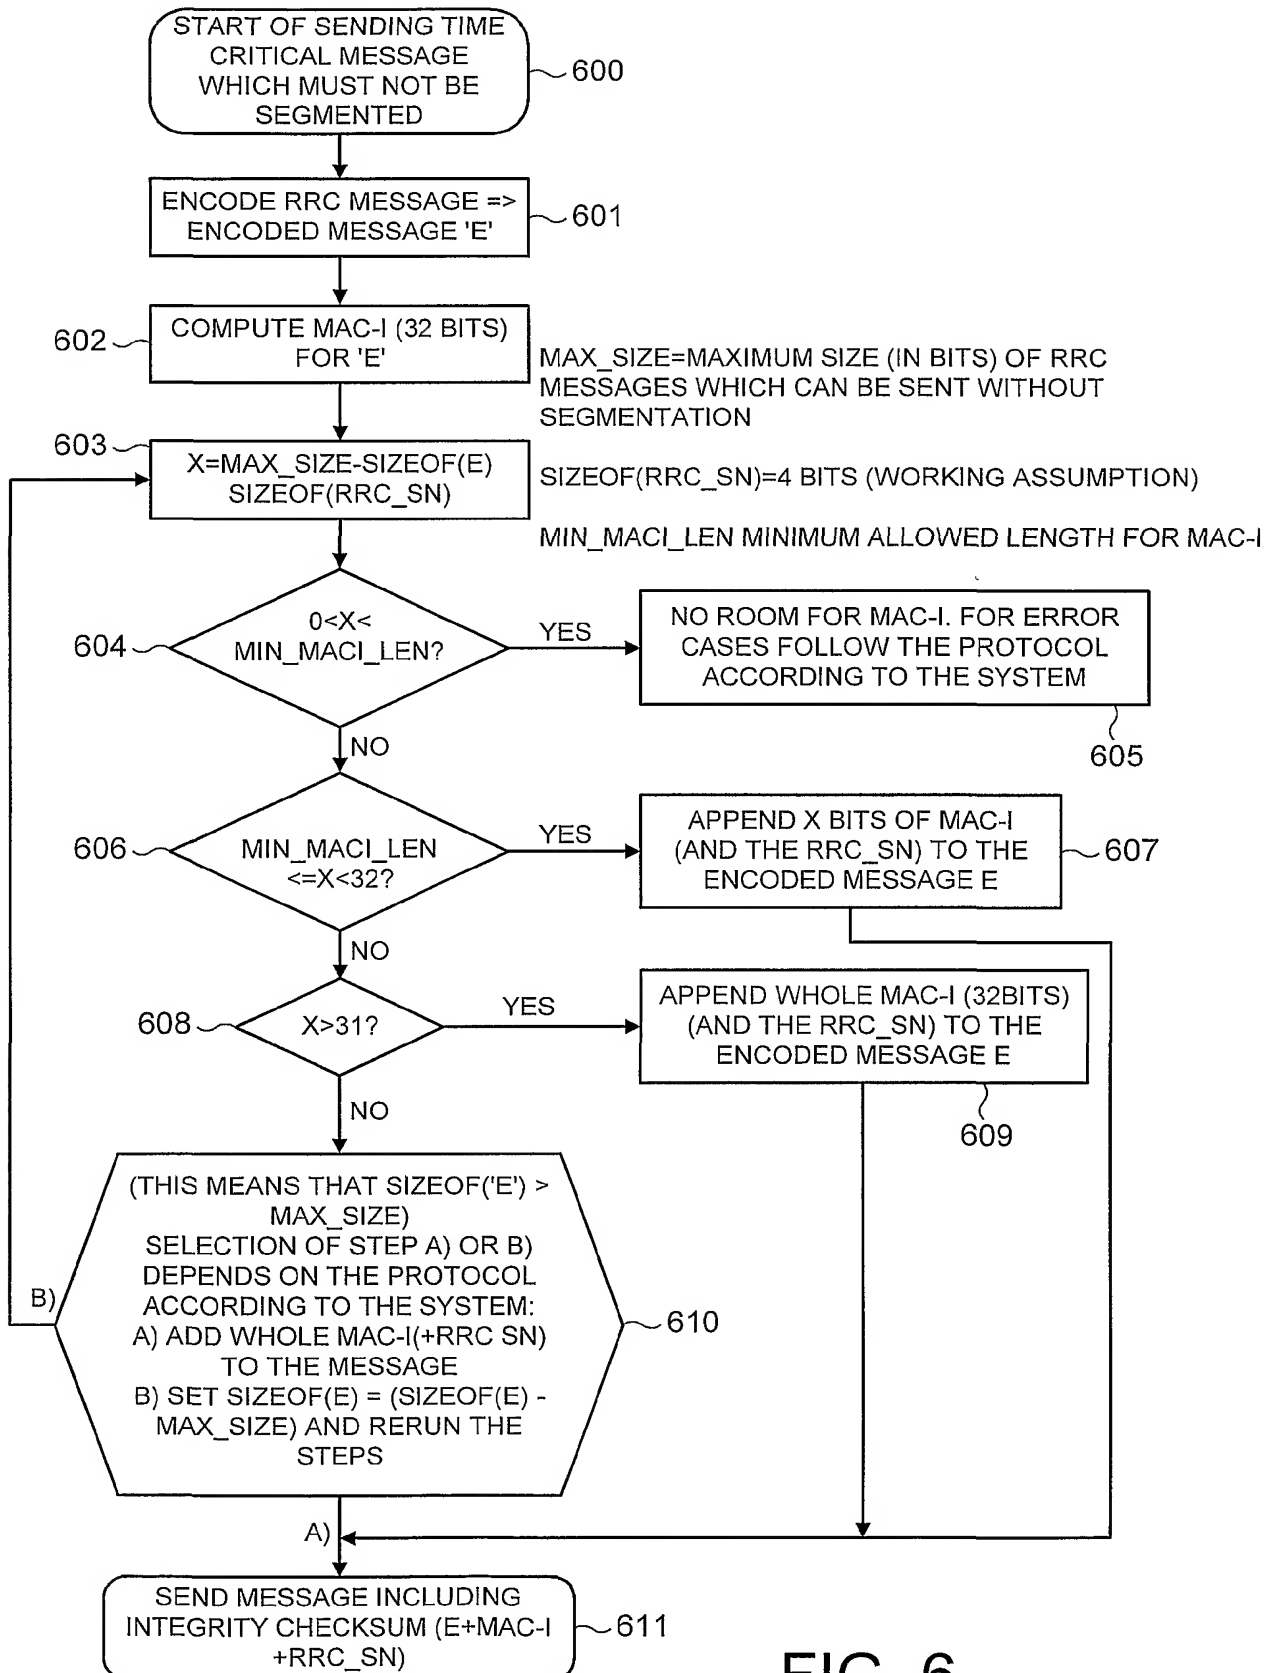 START OF SENDING TIME
CRITICAL MESSAGE
WHICH MUST NOT BE
SEGMENTED
600
ENCODE RRC MESSAGE =>
ENCODED MESSAGE 'E'
601
602
COMPUTE MAC-I (32 BITS)
FOR 'E'
MAX_SIZE=MAXIMUM SIZE (IN BITS) OF RRC
MESSAGES WHICH CAN BE SENT WITHOUT
SEGMENTATION
603
X=MAX_SIZE-SIZEOF(E)
SIZEOF(RRC_SN)
SIZEOF(RRC_SN)=4 BITS (WORKING ASSUMPTION)
MIN_MACI_LEN MINIMUM ALLOWED LENGTH FOR MAC-I
604
0<X<
MIN_MACI_LEN?
YES
NO ROOM FOR MAC-I. FOR ERROR
CASES FOLLOW THE PROTOCOL
ACCORDING TO THE SYSTEM
605
NO
606
MIN_MACI_LEN
<=X<32?
YES
APPEND X BITS OF MAC-I
(AND THE RRC_SN) TO THE
ENCODED MESSAGE E
607
NO
608
X>31?
YES
APPEND WHOLE MAC-I (32BITS)
(AND THE RRC_SN) TO THE
ENCODED MESSAGE E
609
NO
(THIS MEANS THAT SIZEOF('E') >
MAX_SIZE)
SELECTION OF STEP A) OR B)
DEPENDS ON THE PROTOCOL
ACCORDING TO THE SYSTEM:
A) ADD WHOLE MAC-I(+RRC SN)
TO THE MESSAGE
B) SET SIZEOF(E) = (SIZEOF(E) -
MAX_SIZE) AND RERUN THE
STEPS
B)
610
A)
SEND MESSAGE INCLUDING
INTEGRITY CHECKSUM (E+MAC-I
+RRC_SN)
611
FIG. 6